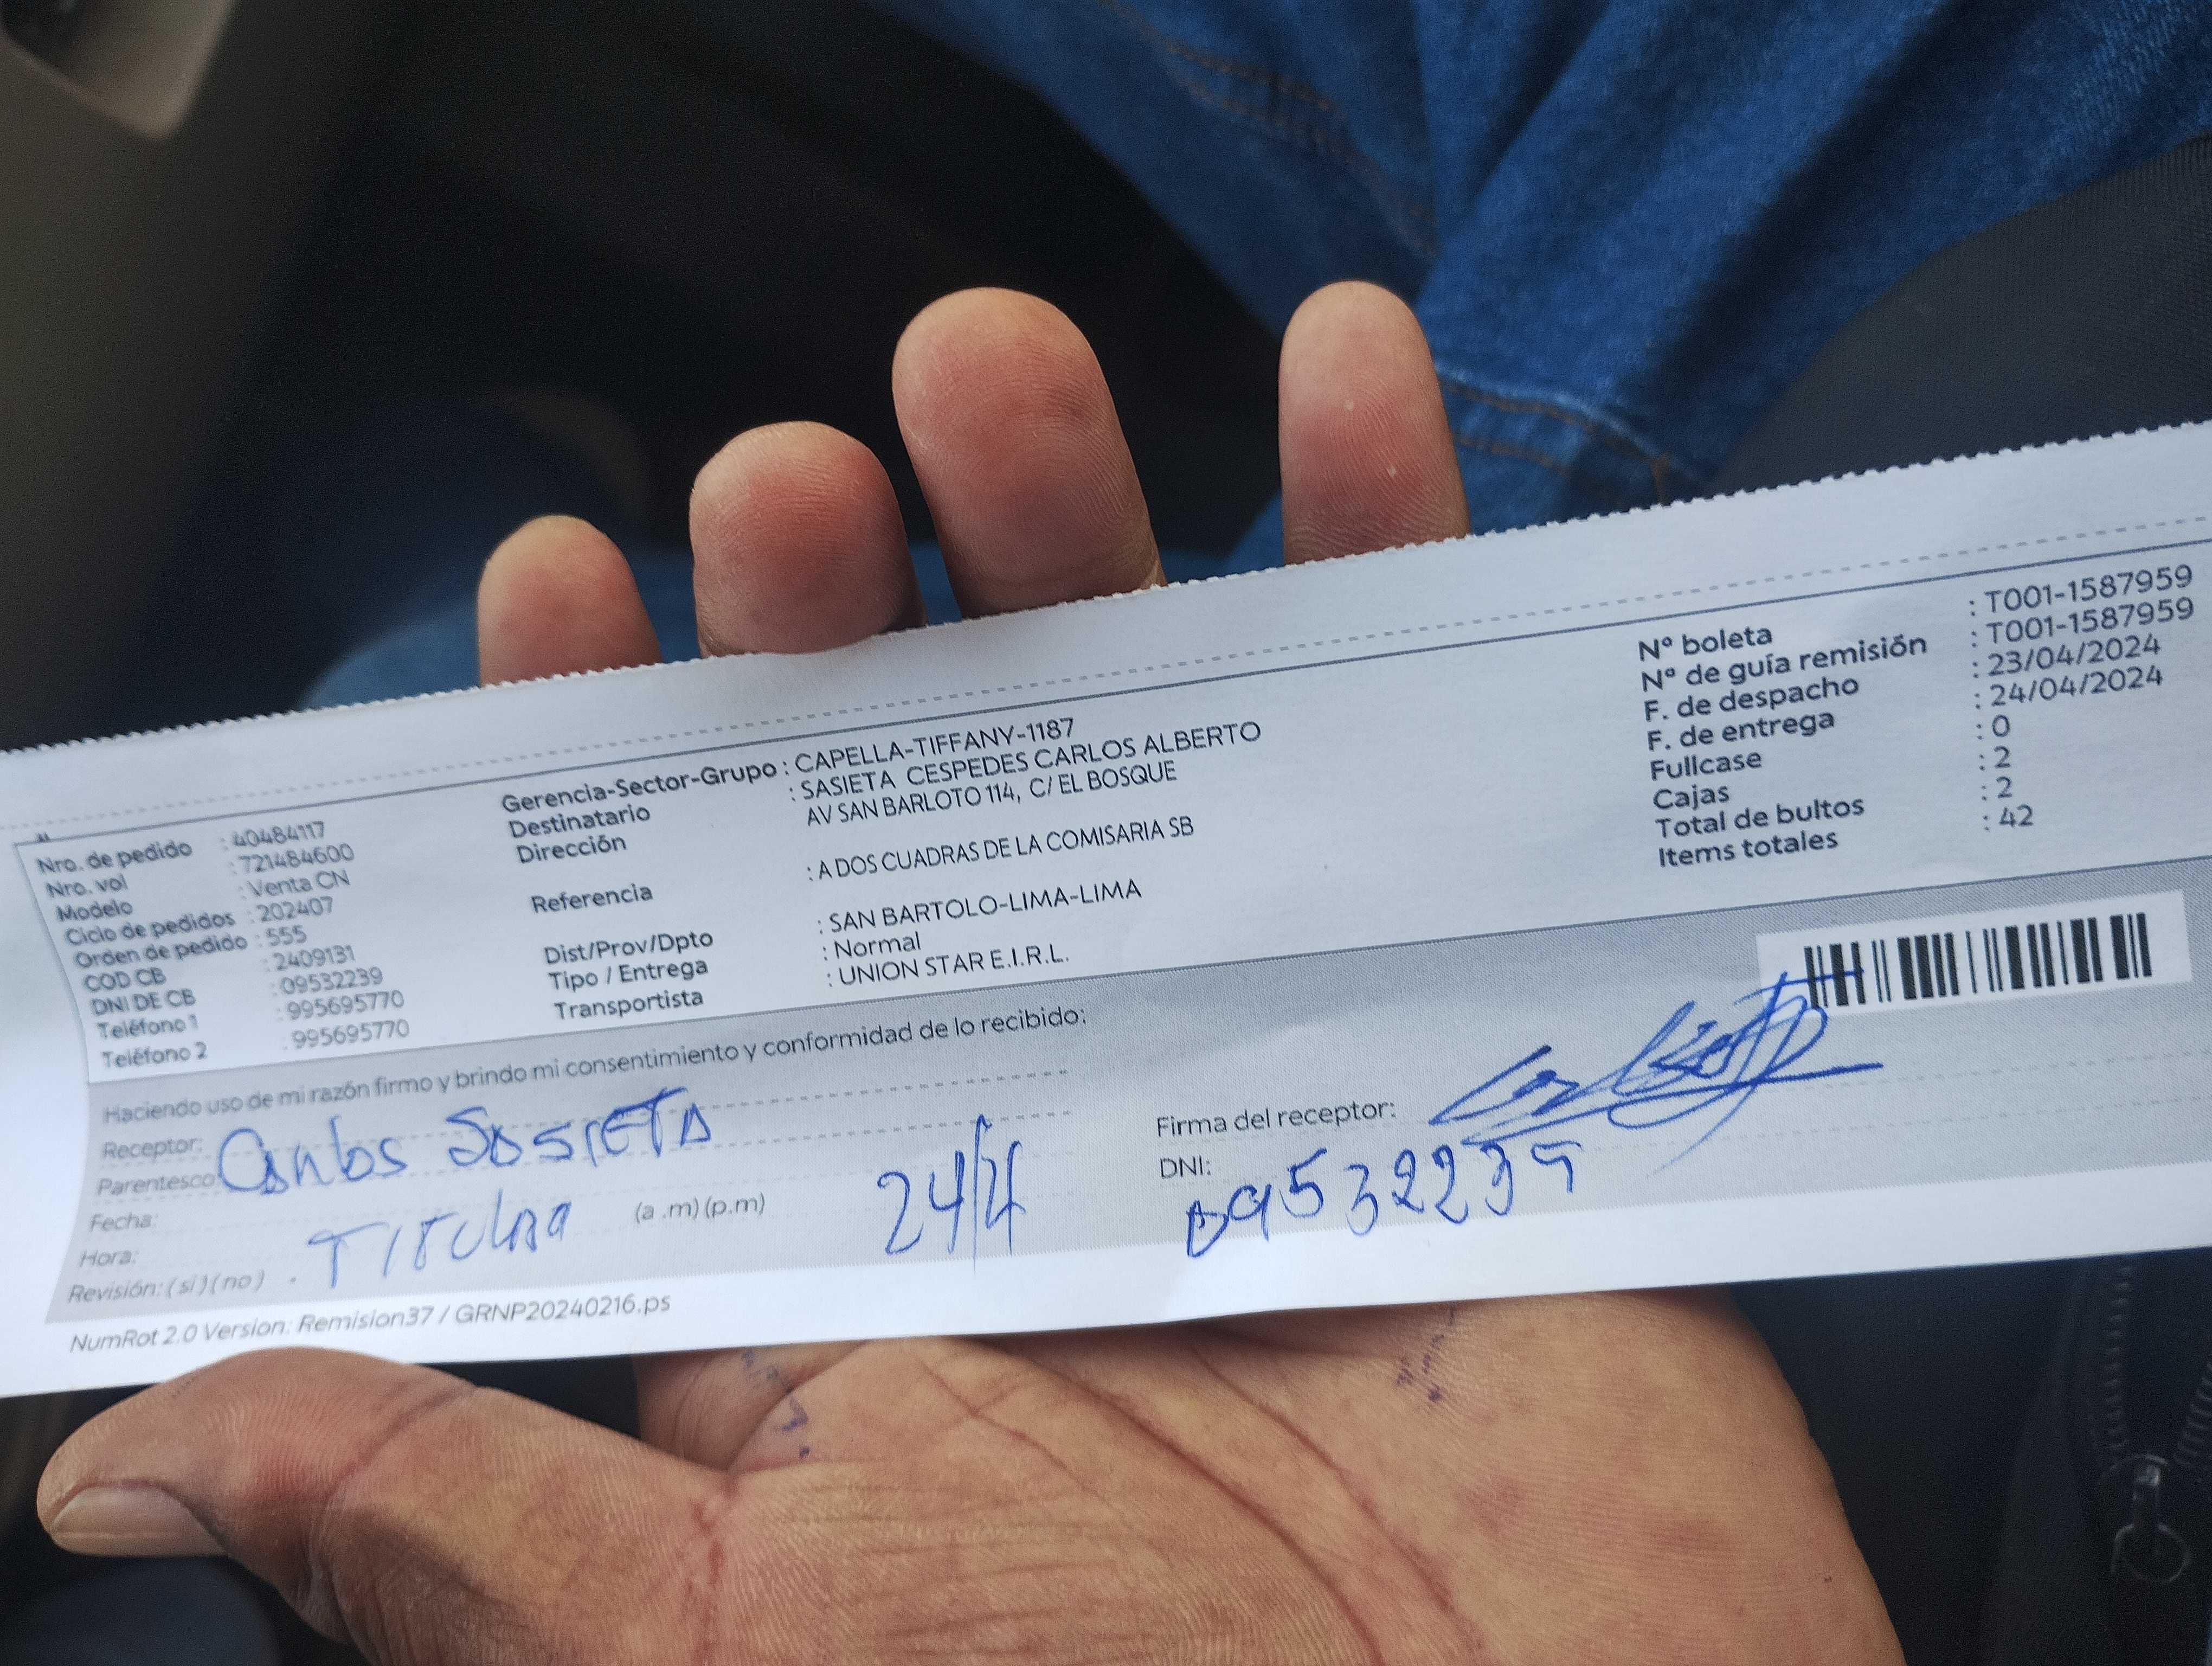 Nro. de pedido : 40484117
Nro. vol : 721484600
Modelo : Venta CN
Ciclo de pedidos : 202407
Orden de pedido : 555
COD CB : 2409131
DNI DE CB : 09532239
Teléfono 1 : 995695770
Teléfono 2 : 995695770
Gerencia-Sector-Grupo : CAPELLA-TIFFANY-1187
Destinatario : SASIETA CESPEDES CARLOS ALBERTO
Dirección AV SAN BARLOTO 114, C/ EL BOSQUE
Referencia : A DOS CUADRAS DE LA COMISARIA SB
Dist/Prov/Dpto : SAN BARTOLO-LIMA-LIMA
Tipo / Entrega : Normal
Transportista : UNION STAR E.I.R.L.
Nº boleta : T001-1587959
Nº de guía remisión : T001-1587959
F. de despacho : 23/04/2024
F. de entrega : 24/04/2024
Fullcase : 0
Cajas : 2
Total de bultos : 2
Items totales : 42
Haciendo uso de mi razón firmo y brindo mi consentimiento y conformidad de lo recibido:
Receptor: Carlos SASIETA
Parentesco:
Fecha: 24/4
Hora: (a .m) (p.m)
Revisión: ( si ) ( no )
Firma del receptor:
DNI: 09532239
NumRot 2.0 Version: Remision37 / GRNP20240216.ps